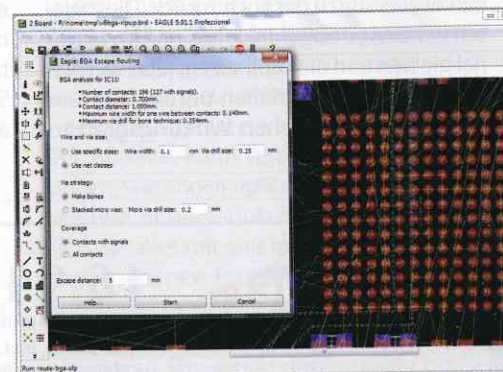 2 Board - R:\home\tmp\v6\bga-ripup.brd - EAGLE 5.91.1 Professional
Eagle: BGA Escape Routing
BGA analysis for IC11:
• Number of contacts: 196 (127 with signals).
• Contact diameter: 0.700mm.
• Contact distance: 1.000mm.
• Maximum wire width for one wire between contacts: 0.140mm.
• Maximum via drill for bone technique: 0.354mm.
Wire and via size:
Use specific sizes: Wire width: 0.1 mm Via drill size: 0.25 mm
Use net classes
Via strategy
Make bones
Stacked micro vias: Micro via drill size: 0.2 mm
Coverage
Contacts with signals
All contacts
Escape distance: 5 mm
Help... Start Cancel
Run: route-bga.ulp